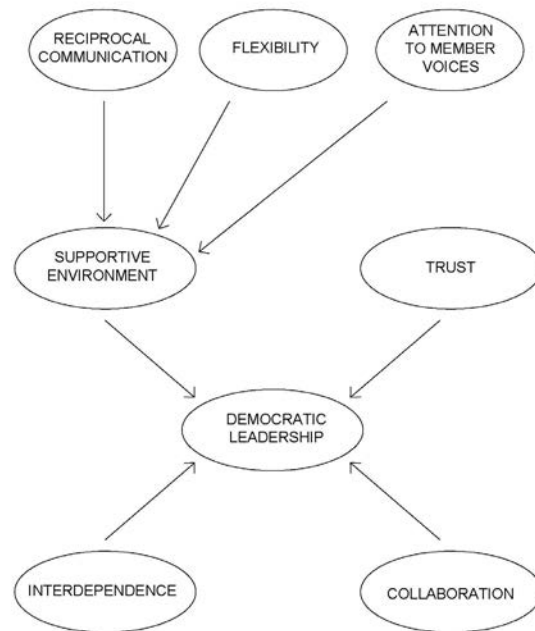 RECIPROCAL
COMMUNICATION
FLEXIBILITY
ATTENTION
TO MEMBER
VOICES
SUPPORTIVE
ENVIRONMENT
TRUST
DEMOCRATIC
LEADERSHIP
INTERDEPENDENCE
COLLABORATION